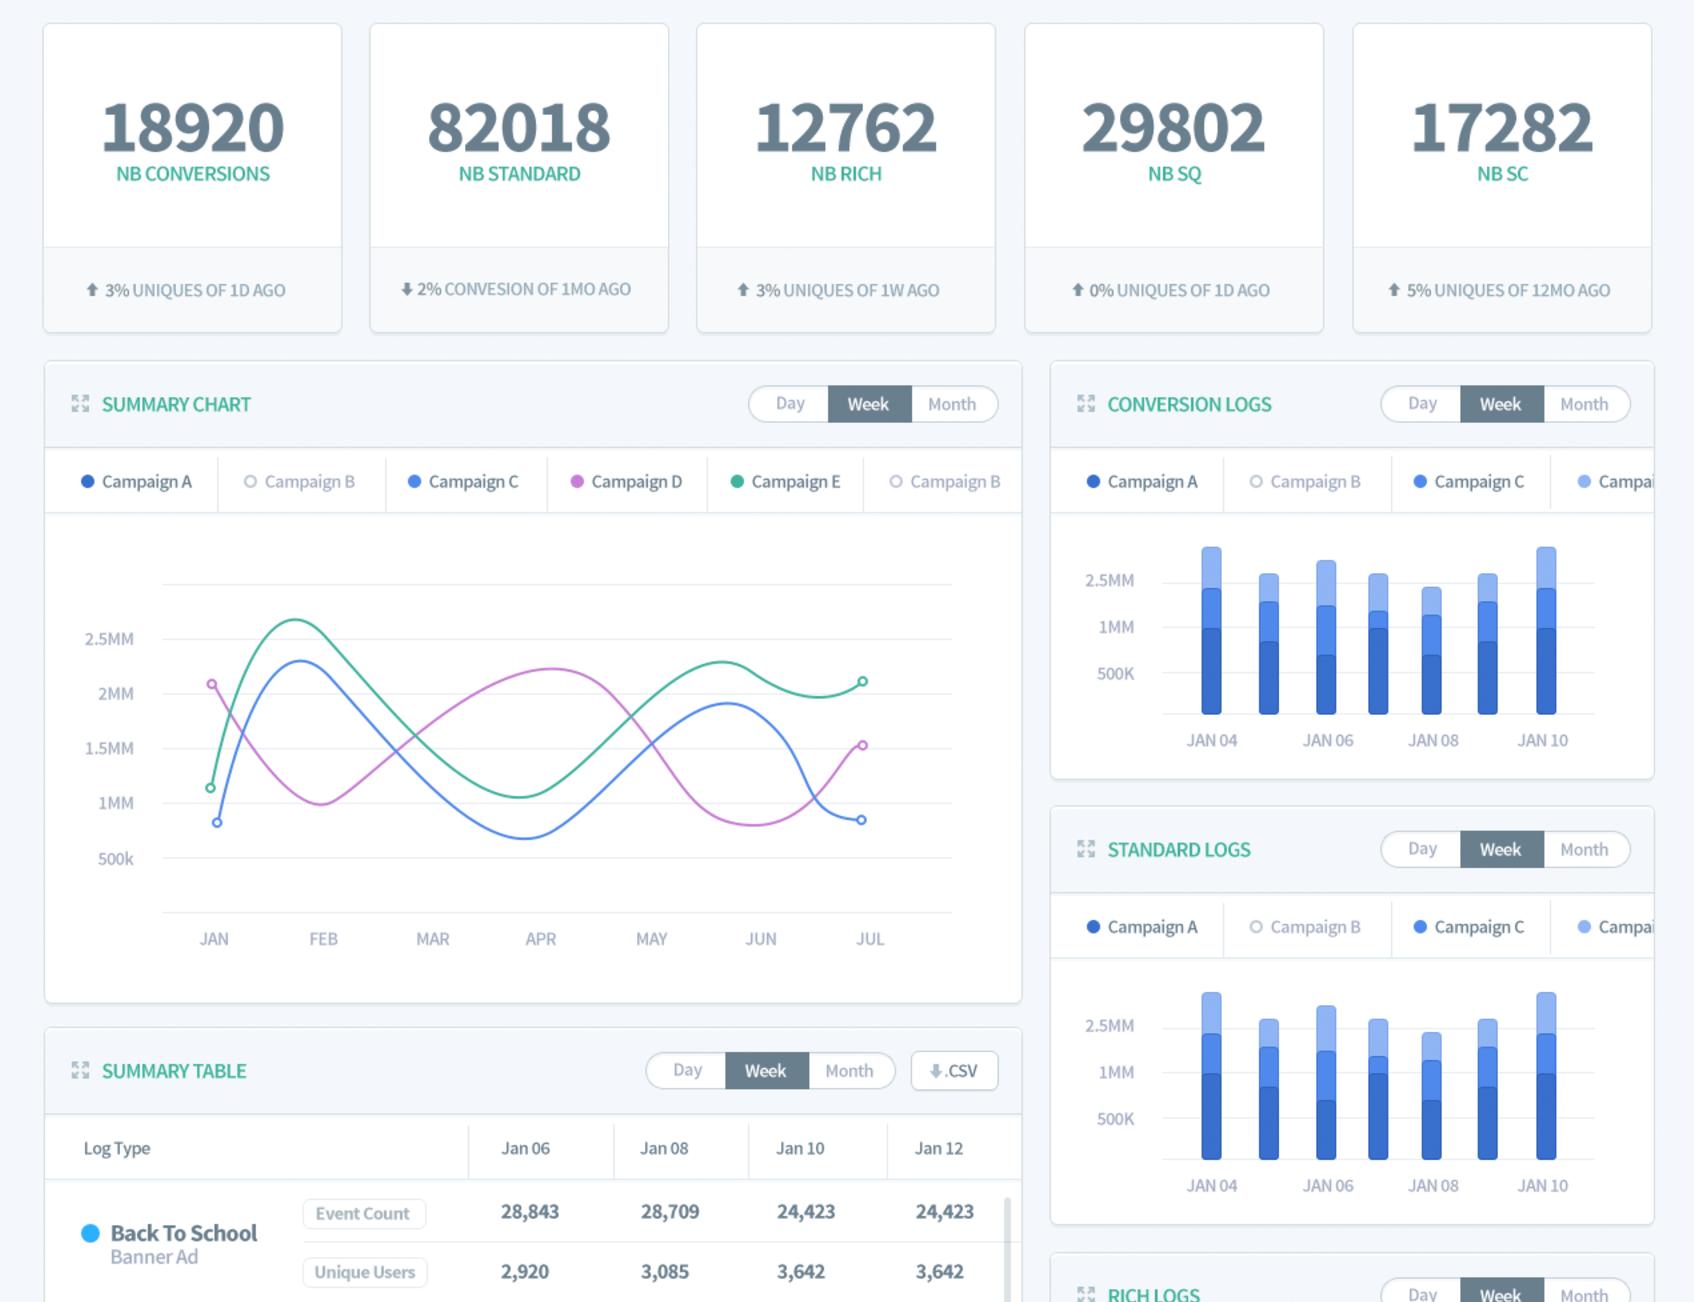 18920
NB CONVERSIONS
3% UNIQUES OF 1D AGO
82018
NB STANDARD
2% CONVESION OF 1MO AGO
12762
NB RICH
3% UNIQUES OF 1W AGO
29802
NB SQ
0% UNIQUES OF 1D AGO
17282
NB SC
5% UNIQUES OF 12MO AGO
SUMMARY CHART
Day Week Month
Campaign A Campaign B Campaign C Campaign D Campaign E Campaign B
2.5MM
2MM
1.5MM
1MM
500k
JAN FEB MAR APR MAY JUN JUL
CONVERSION LOGS
Day Week Month
Campaign A Campaign B Campaign C Campai
2.5MM
1MM
500K
JAN 04 JAN 06 JAN 08 JAN 10
STANDARD LOGS
Day Week Month
Campaign A Campaign B Campaign C Campai
2.5MM
1MM
500K
JAN 04 JAN 06 JAN 08 JAN 10
SUMMARY TABLE
Day Week Month .CSV
Log Type Jan 06 Jan 08 Jan 10 Jan 12
Back To School
Banner Ad
Event Count 28,843 28,709 24,423 24,423
Unique Users 2,920 3,085 3,642 3,642
RICH LOGS
Day Week Month